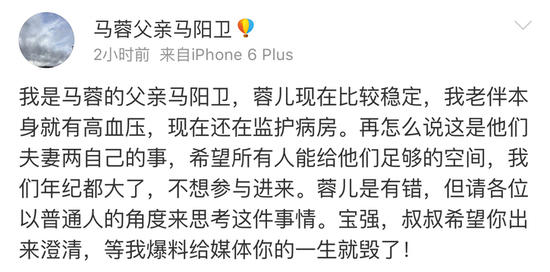 马蓉父亲马阳卫
2小时前 来自iPhone 6 Plus
我是马蓉的父亲马阳卫，蓉儿现在比较稳定，我老伴本
身就有高血压，现在还在监护病房。再怎么说这是他们
夫妻两自己的事，希望所有人能给他们足够的空间，我
们年纪都大了，不想参与进来。蓉儿是有错，但请各位
以普通人的角度来思考这件事情。宝强，叔叔希望你出
来澄清，等我爆料给媒体你的一生就毁了！